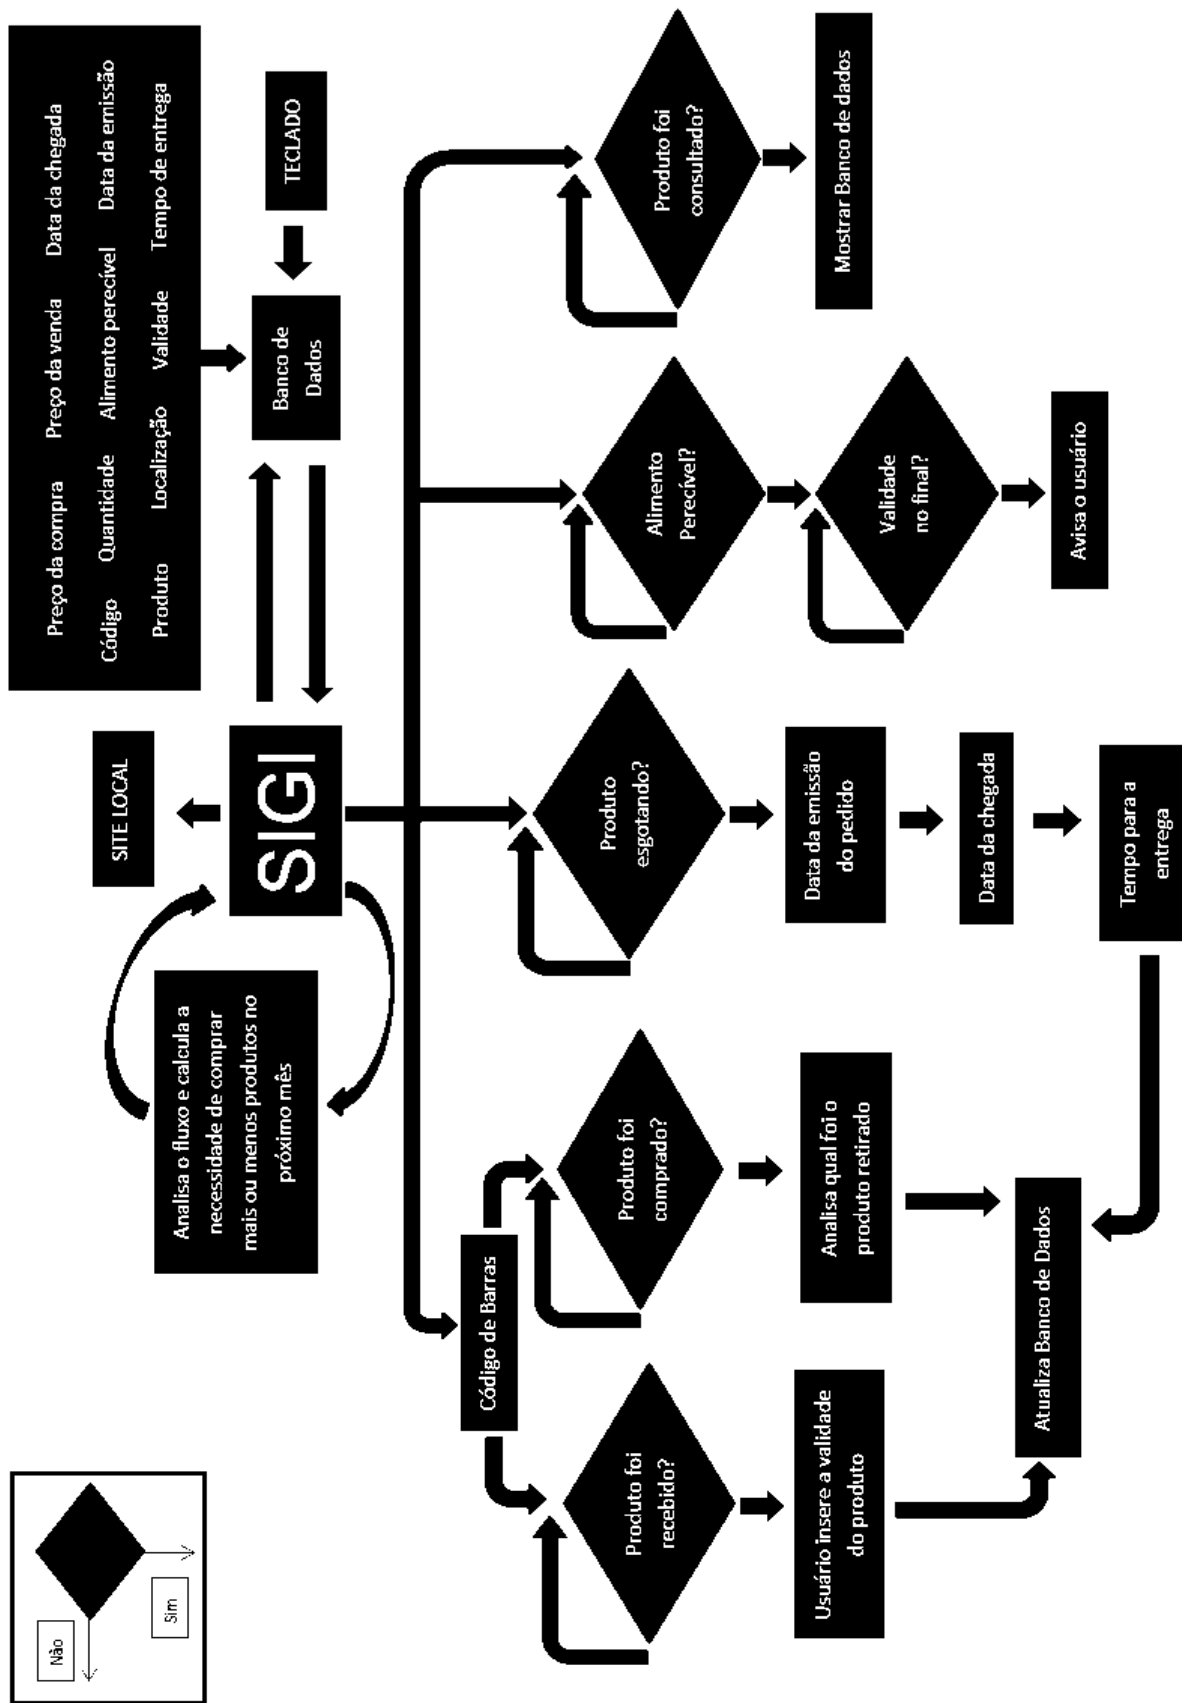 Não
Sim
Analisa o fluxo e calcula a
necessidade de comprar
mais ou menos produtos no
próximo mês
SITE LOCAL
SIGI
Preço da compra Preço da venda Data da chegada
Código Quantidade Alimento perecível Data da emissão
Produto Localização Validade Tempo de entrega
Banco de
Dados
TECLADO
Código de Barras
Produto foi
recebido?
Produto foi
comprado?
Produto
esgotando?
Alimento
Perecível?
Produto foi
consultado?
Usuário insere a validade
do produto
Analisa qual foi o
produto retirado
Data da emissão
do pedido
Validade
no final?
Mostrar Banco de dados
Data da chegada
Atualiza Banco de Dados
Tempo para a
entrega
Avisa o usuário